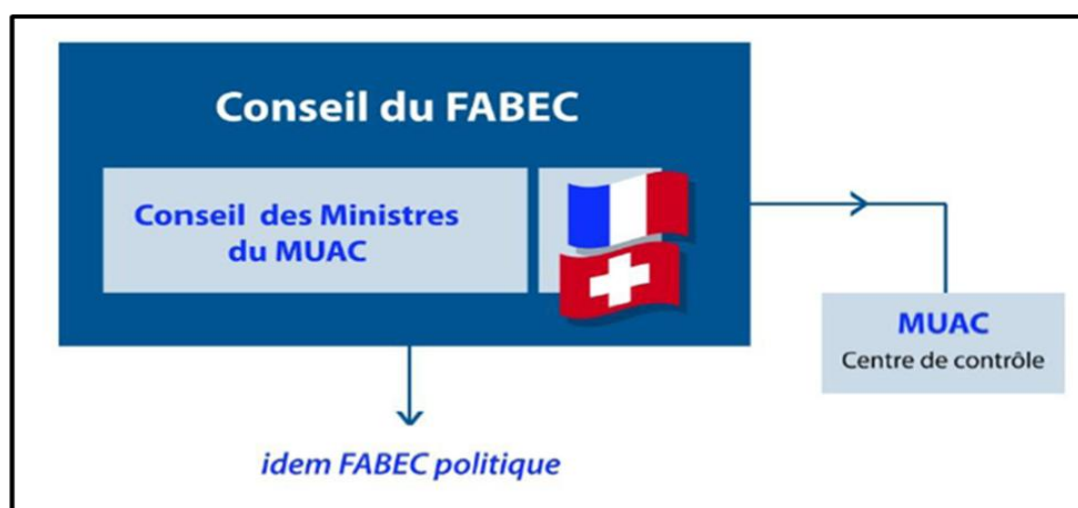 Conseil du FABEC
Conseil des Ministres
du MUAC
MUAC
Centre de contrôle
idem FABEC politique